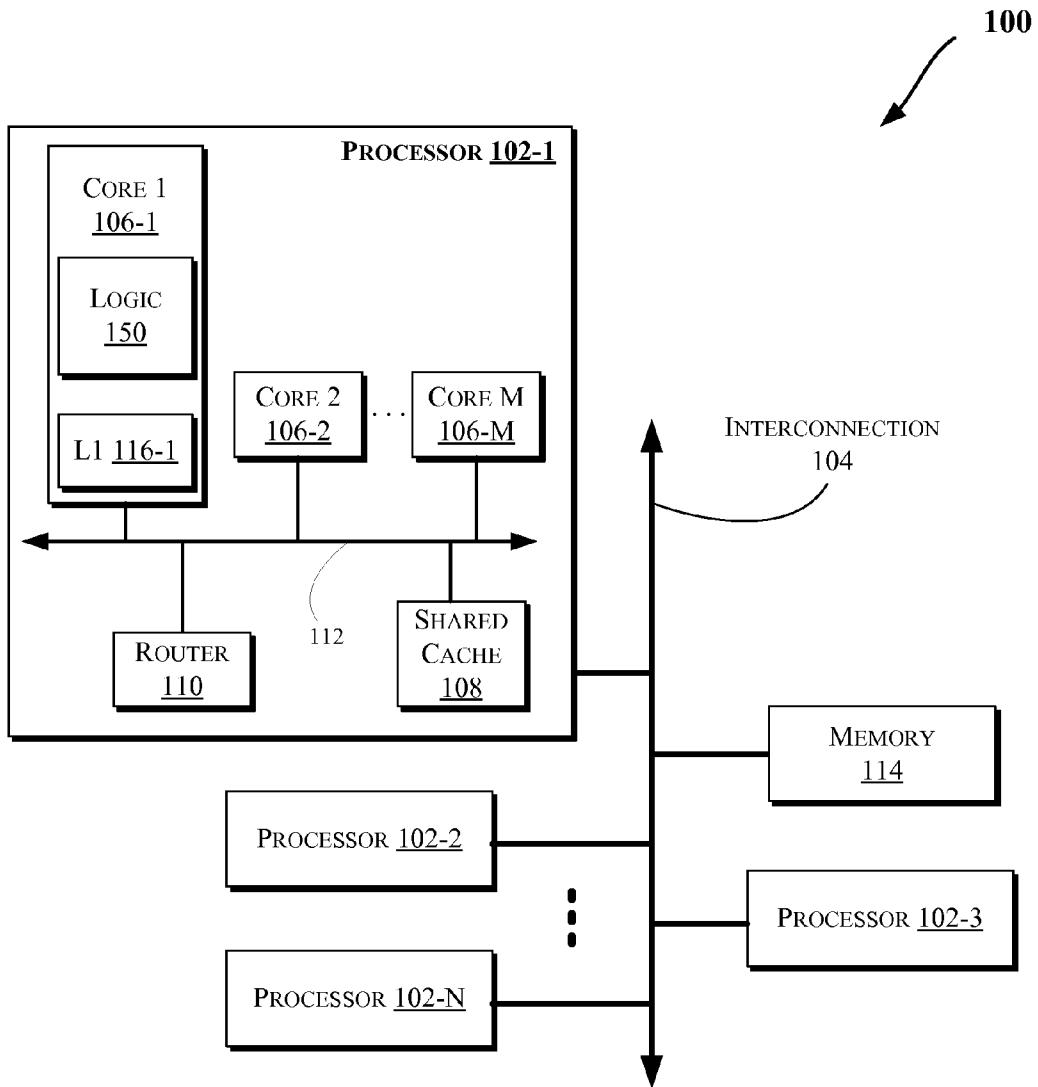 100
PROCESSOR 102-1
CORE 1
106-1
LOGIC
150
L1 116-1
CORE 2
106-2
...
CORE M
106-M
112
ROUTER
110
SHARED
CACHE
108
INTERCONNECTION
104
MEMORY
114
PROCESSOR 102-2
PROCESSOR 102-3
PROCESSOR 102-N